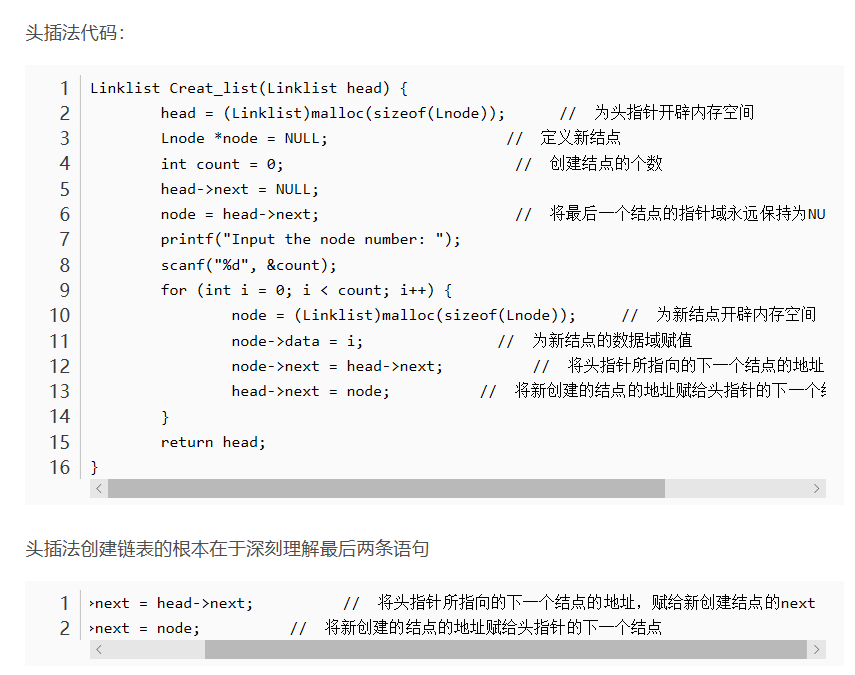 头插法代码：
1 Linklist Creat_list(Linklist head) {
2 head = (Linklist)malloc(sizeof(Lnode)); // 为头指针开辟内存空间
3 Lnode *node = NULL; // 定义新结点
4 int count = 0; // 创建结点的个数
5 head->next = NULL;
6 node = head->next; // 将最后一个结点的指针域永远保持为NU
7 printf("Input the node number: ");
8 scanf("%d", &count);
9 for (int i = 0; i < count; i++) {
10 node = (Linklist)malloc(sizeof(Lnode)); // 为新结点开辟内存空间
11 node->data = i; // 为新结点的数据域赋值
12 node->next = head->next; // 将头指针所指向的下一个结点的地址
13 head->next = node; // 将新创建的结点的地址赋给头指针的下一个
14 }
15 return head;
16 }
头插法创建链表的根本在于深刻理解最后两条语句
1 >next = head->next; // 将头指针所指向的下一个结点的地址，赋给新创建结点的next
2 >next = node; // 将新创建的结点的地址赋给头指针的下一个结点